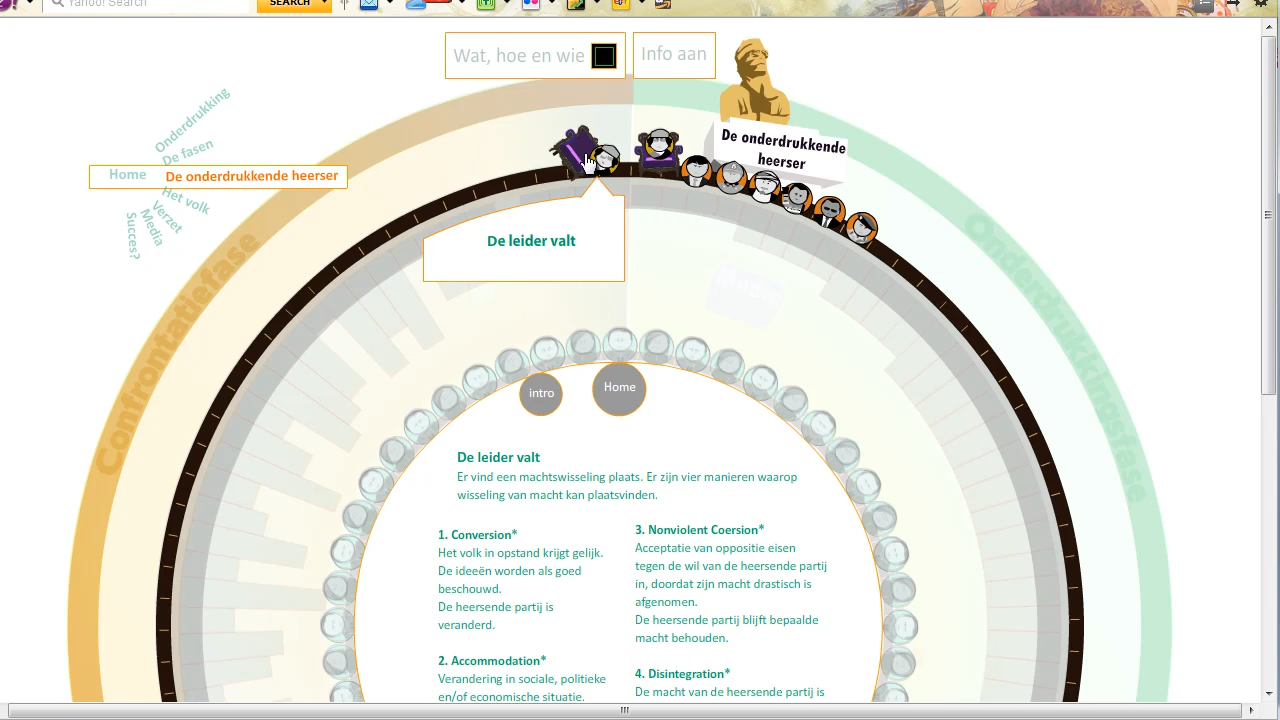 Yahoo! Search
SEARCH
Wat, hoe en wie
Info aan
Onderdrukking
De fasen
Home
De onderdrukkende heerser
Het volk
Verzet
Media
Succes?
De onderdrukkende
heerser
Confrontatiefase
Onderdrukkingsfase
De leider valt
intro
Home
De leider valt
Er vind een machtswisseling plaats. Er zijn vier manieren waarop
wisseling van macht kan plaatsvinden.
1. Conversion*
Het volk in opstand krijgt gelijk.
De ideeën worden als goed
beschouwd.
De heersende partij is
veranderd.
2. Accommodation*
Verandering in sociale, politieke
en/of economische situatie.
3. Nonviolent Coersion*
Acceptatie van oppositie eisen
tegen de wil van de heersende partij
in, doordat zijn macht drastisch is
afgenomen.
De heersende partij blijft bepaalde
macht behouden.
4. Disintegration*
De macht van de heersende partij is